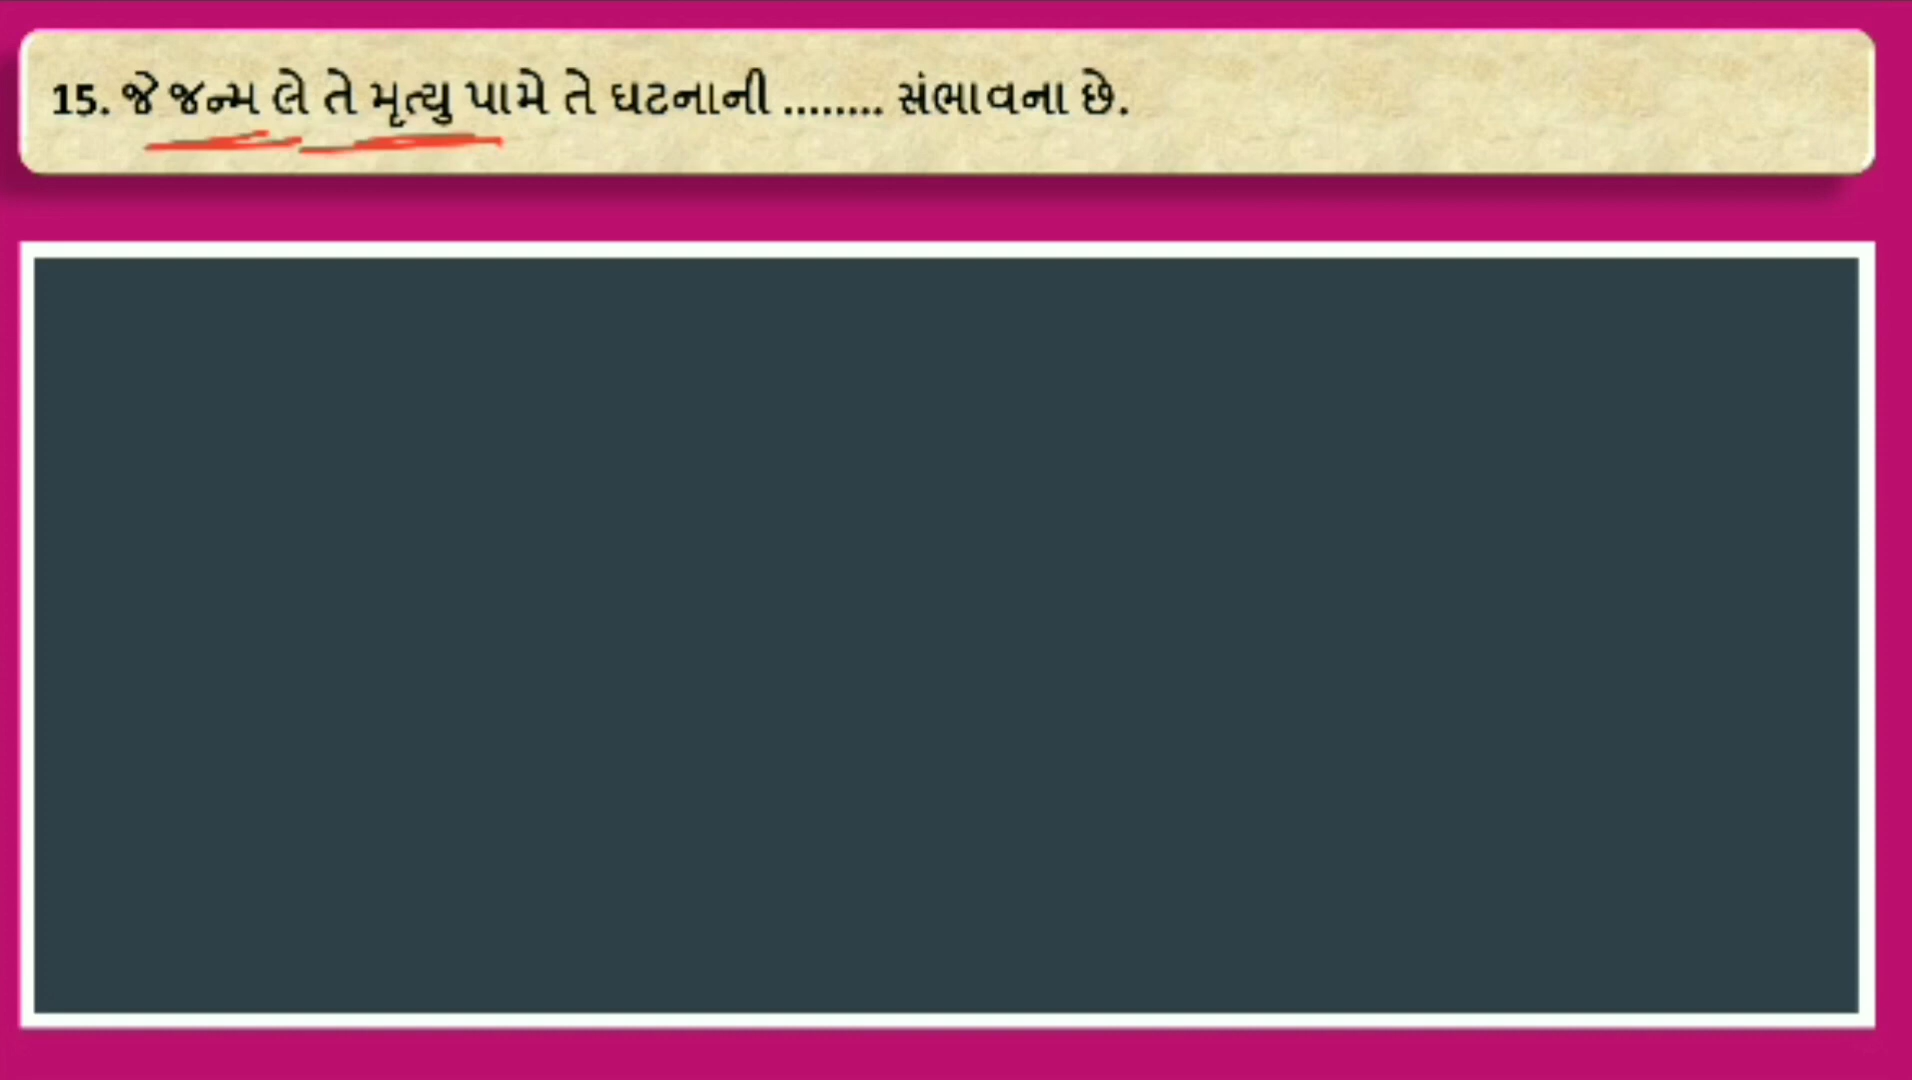 15. જે જન્મ લે તે મૃત્યુ પામે તે ઘટનાની ........ સંભાવના છે.